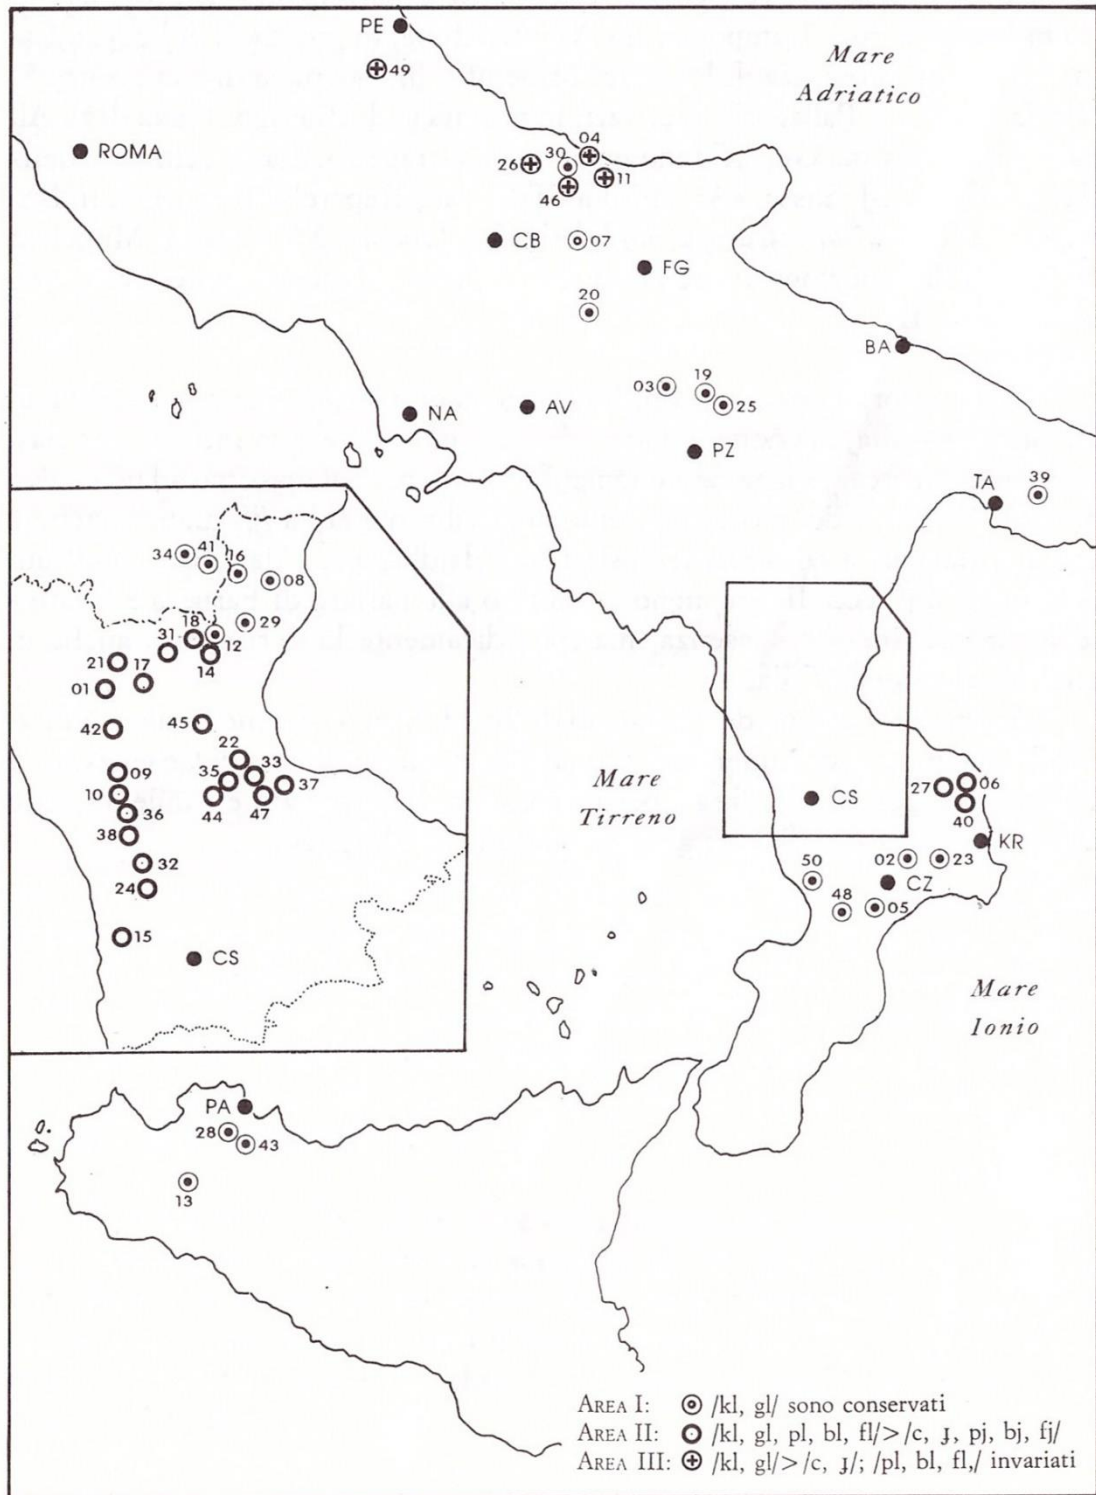 PE
49
Mare
Adriatico
ROMA
04
30
26
11
46
CB
07
FG
20
BA
03
19
25
NA
AV
PZ
TA
39
34
41
16
08
29
18
12
31
14
21
17
01
42
45
22
33
35
37
09
10
44
47
36
38
32
24
15
CS
Mare
Tirreno
CS
27
06
40
KR
50
02
23
CZ
48
05
Mare
Ionio
PA
28
43
13
AREA I: /kl, gl/ sono conservati
AREA II: /kl, gl, pl, bl, fl/>/c, ɟ, pj, bj, fj/
AREA III: /kl, gl/>/c, ɟ/; /pl, bl, fl,/ invariati